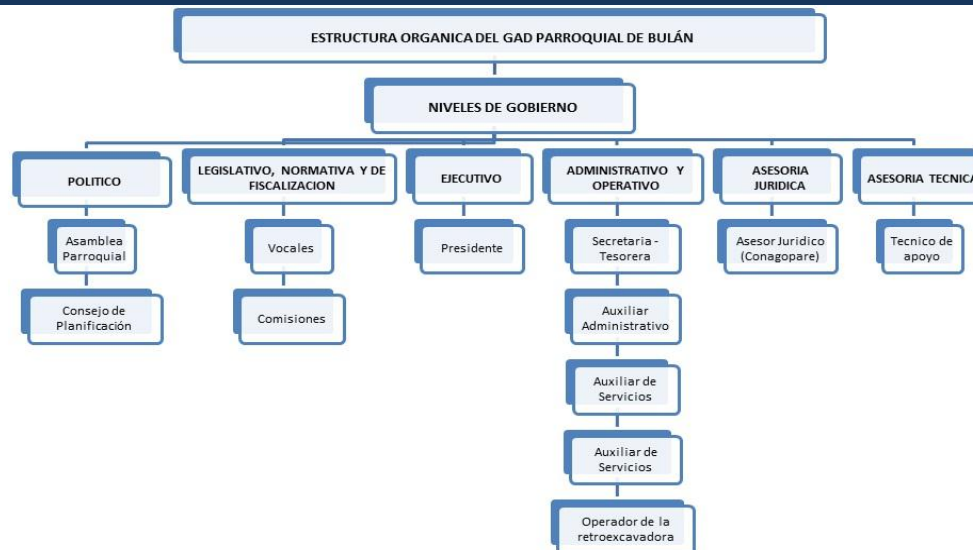 ESTRUCTURA ORGANICA DEL GAD PARROQUIAL DE BULÁN
NIVELES DE GOBIERNO
POLITICO
LEGISLATIVO, NORMATIVA Y DE
FISCALIZACION
EJECUTIVO
ADMINISTRATIVO Y
OPERATIVO
ASESORIA
JURIDICA
ASESORIA TECNICA
Asamblea
Parroquial
Vocales
Presidente
Secretaria -
Tesorera
Asesor Juridico
(Conagopare)
Tecnico de
apoyo
Consejo de
Planificación
Comisiones
Auxiliar
Administrativo
Auxiliar de
Servicios
Auxiliar de
Servicios
Operador de la
retroexcavadora